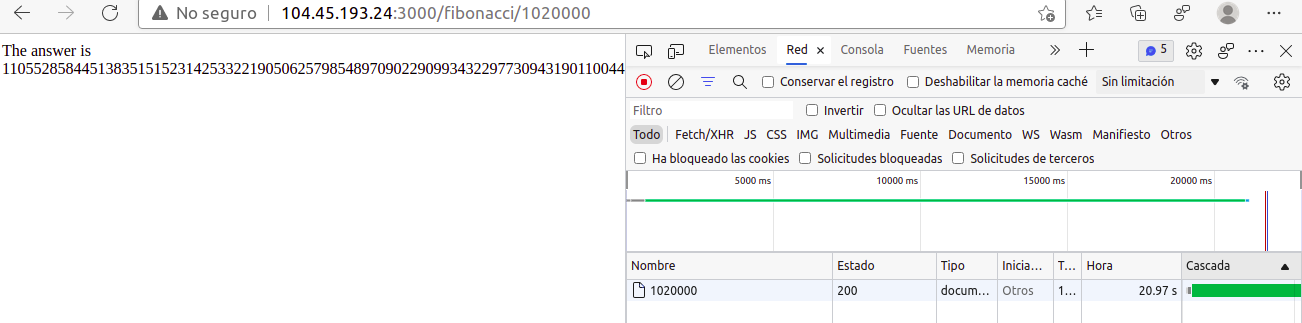 No seguro 104.45.193.24:3000/fibonacci/1020000
The answer is
11055285844513835151523142533221905062579854897090229099343229773094319011004​4
Elementos Red × Consola Fuentes Memoria » + 5
Conservar el registro Deshabilitar la memoria caché Sin limitación
Filtro Invertir Ocultar las URL de datos
Todo Fetch/XHR JS CSS IMG Multimedia Fuente Documento WS Wasm Manifiesto Otros
Ha bloqueado las cookies Solicitudes bloqueadas Solicitudes de terceros
5000 ms 10000 ms 15000 ms 20000 ms
Nombre Estado Tipo Inicia... T... Hora Cascada
1020000 200 docum... Otros 1... 20.97 s